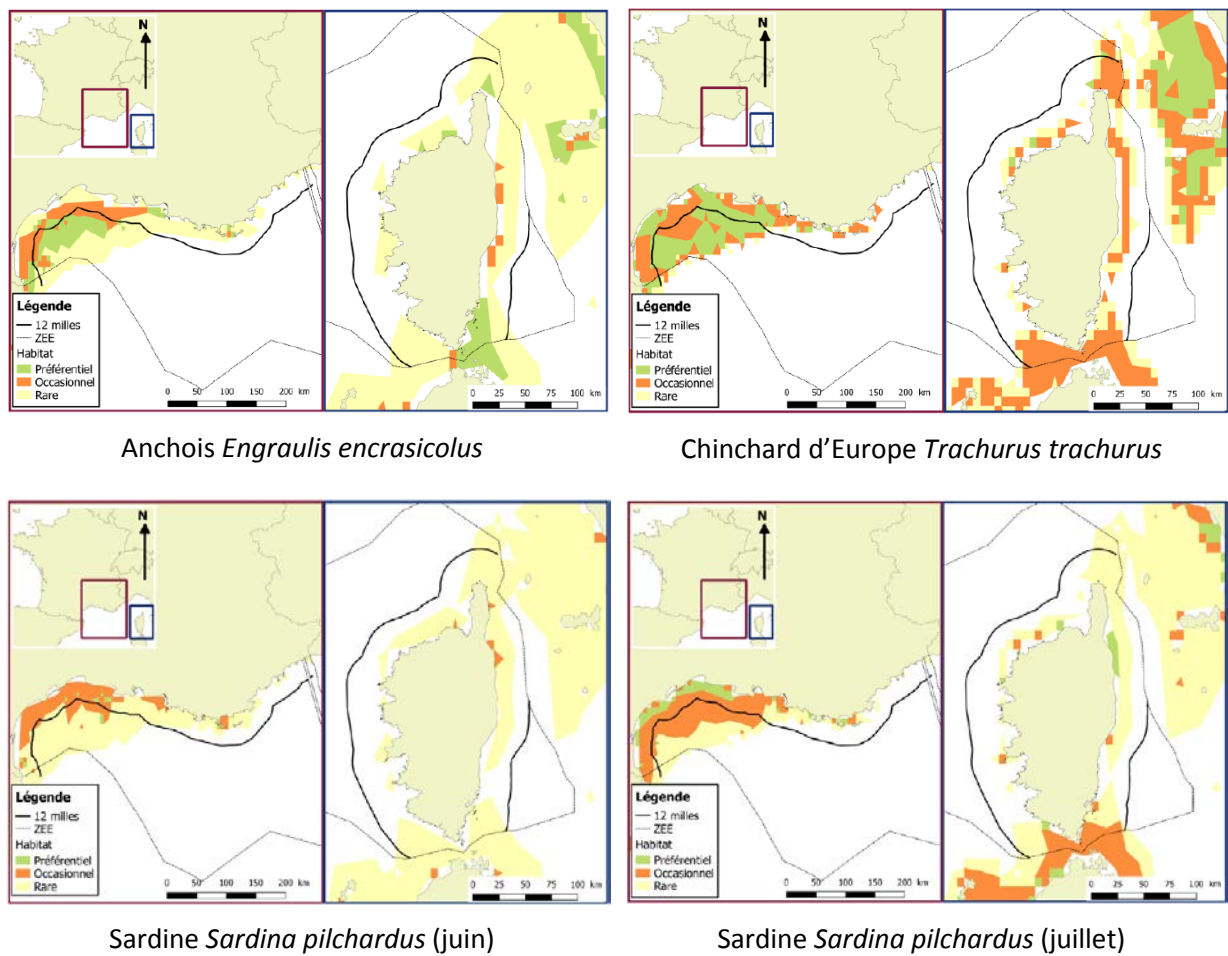 N
Légende
12 milles
ZEE
Habitat
Préférentiel
Occasionnel
Rare
0 50 100 150 200 km
0 25 50 75 100 km
Anchois Engraulis encrasicolus
N
Légende
12 milles
ZEE
Habitat
Préférentiel
Occasionnel
Rare
0 50 100 150 200 km
0 25 50 75 100 km
Chinchard d’Europe Trachurus trachurus
N
Légende
12 milles
ZEE
Habitat
Préférentiel
Occasionnel
Rare
0 50 100 150 200 km
0 25 50 75 100 km
Sardine Sardina pilchardus (juin)
N
Légende
12 milles
ZEE
Habitat
Préférentiel
Occasionnel
Rare
0 50 100 150 200 km
0 25 50 75 100 km
Sardine Sardina pilchardus (juillet)